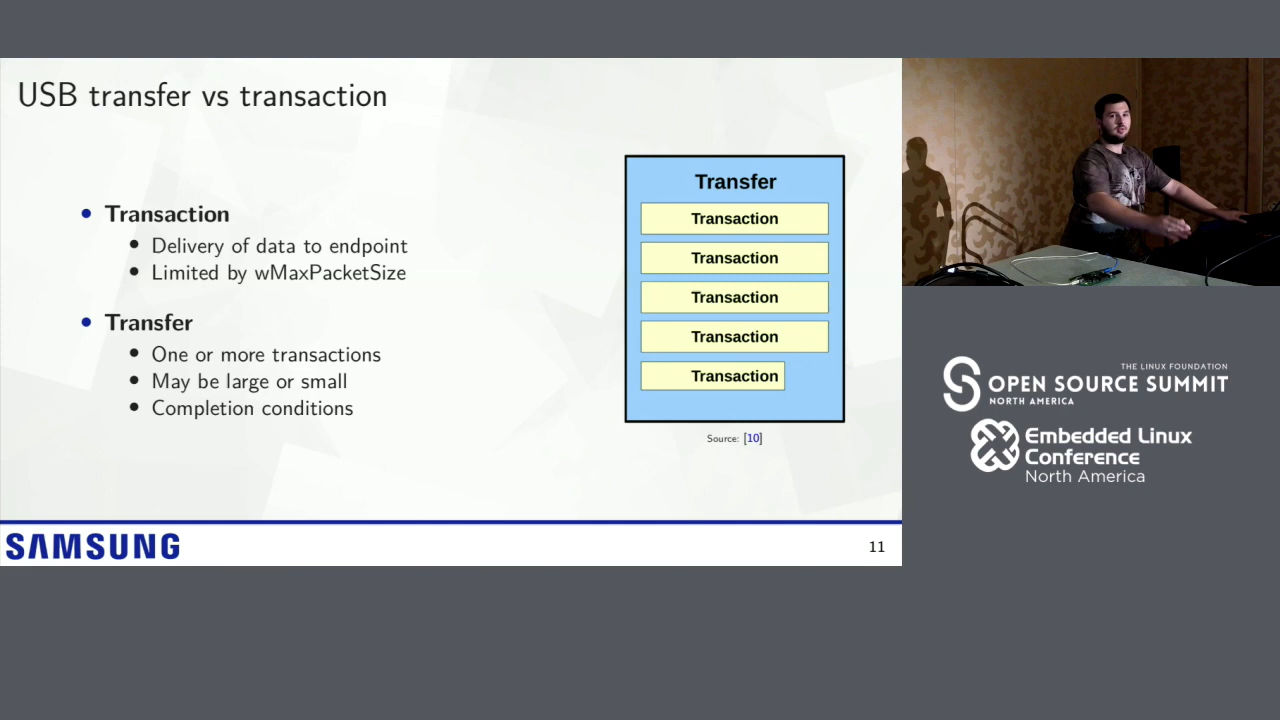 USB transfer vs transaction
Transaction
Delivery of data to endpoint
Limited by wMaxPacketSize
Transfer
One or more transactions
May be large or small
Completion conditions
Transfer
Transaction
Transaction
Transaction
Transaction
Transaction
Source: [10]
SAMSUNG
11
THE LINUX FOUNDATION
OPEN SOURCE SUMMIT
NORTH AMERICA
Embedded Linux
Conference
North America